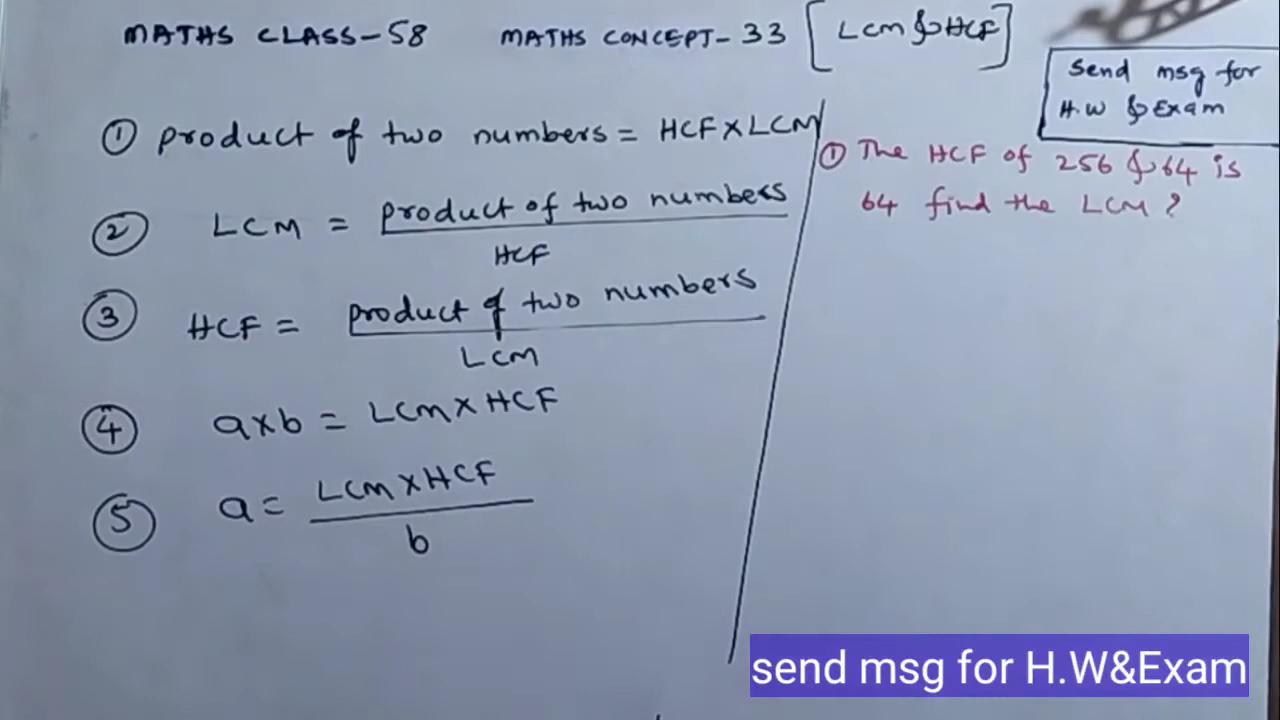 MATHS CLASS-58 MATHS CONCEPT-33 [LCM & HCF]
Send msg for
H.W & Exam
① product of two numbers = HCF X LCM
② LCM = product of two numbers
HCF
③ HCF = product of two numbers
LCM
④ axb = LCM X HCF
⑤ a = LCM X HCF
b
① The HCF of 256 & 64 is
64 find the LCM ?
send msg for H.W&Exam